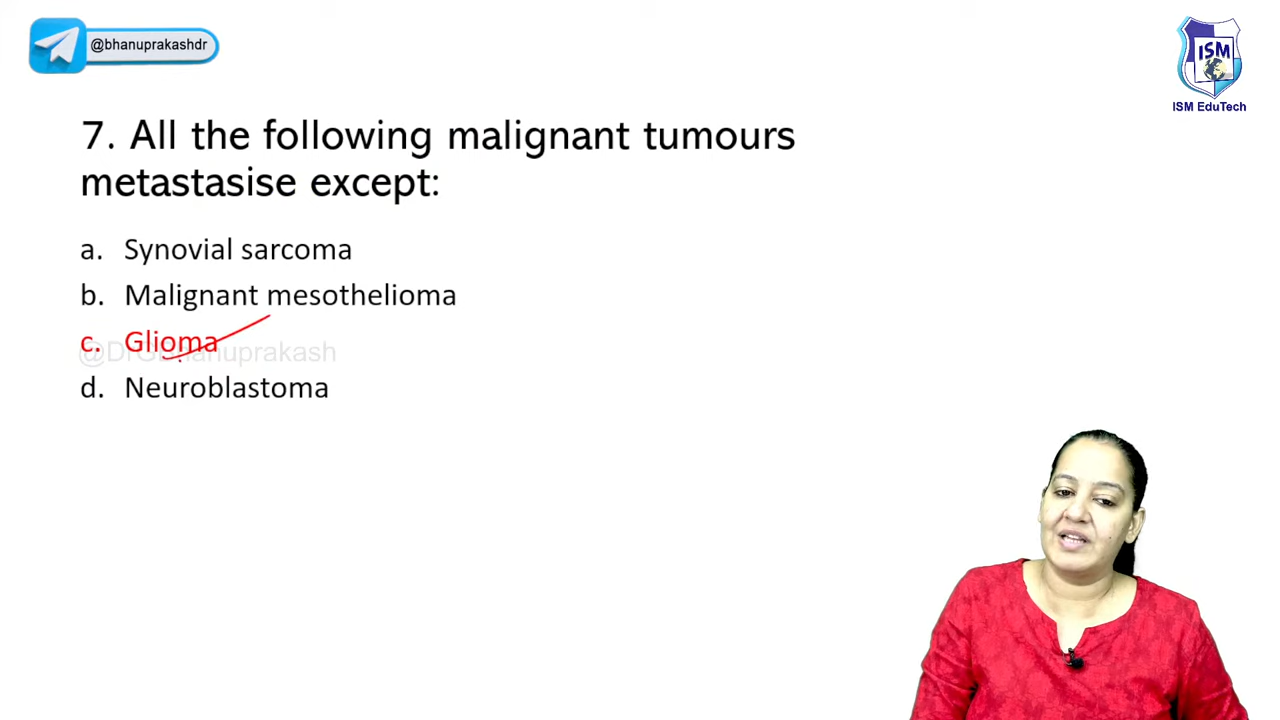 @bhanuprakashdr
ISM
ISM EduTech
7. All the following malignant tumours
metastasise except:
a. Synovial sarcoma
b. Malignant mesothelioma
c. Glioma
d. Neuroblastoma